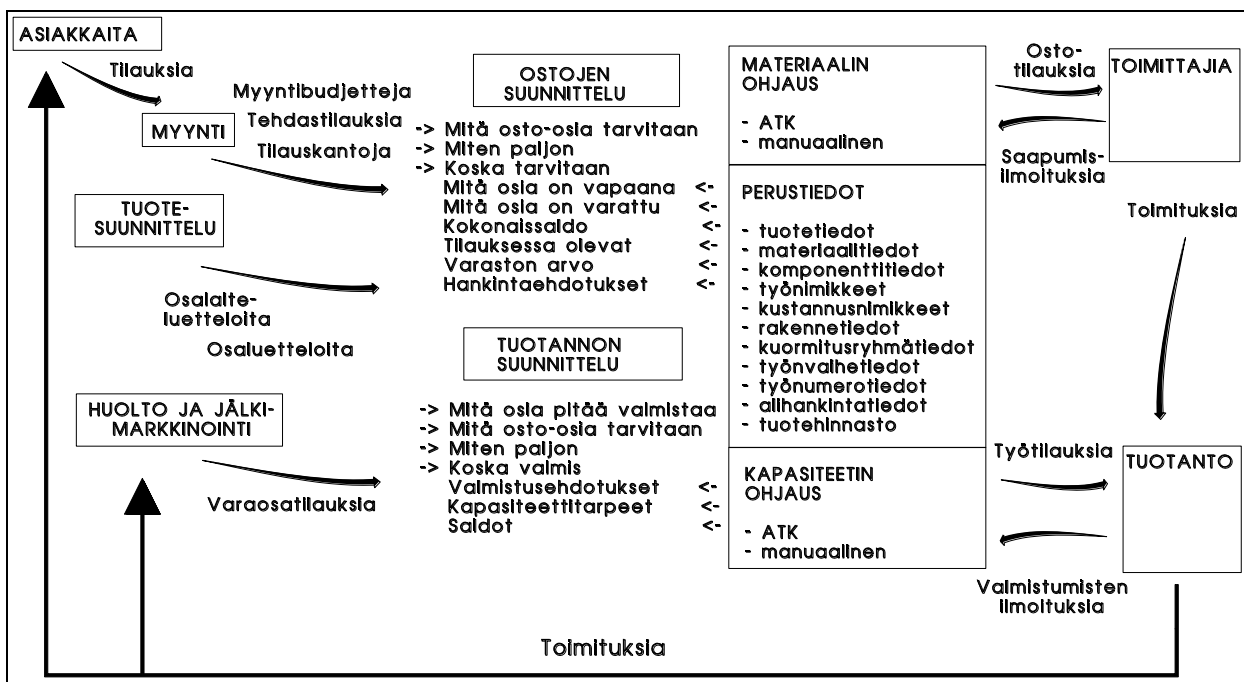 ASIAKKAITA
Tilauksia
MYYNTI
Myyntibudjetteja
Tehdastilauksia
Tilauskantoja
TUOTE-
SUUNNITTELU
Osalaite-
luetteloita
Osaluetteloita
HUOLTO JA JÄLKI-
MARKKINOINTI
Varaosatilauksia
OSTOJEN
SUUNNITTELU
-> Mitä osto-osia tarvitaan
-> Miten paljon
-> Koska tarvitaan
Mitä osia on vapaana <-
Mitä osia on varattu <-
Kokonaissaldo <-
Tilauksessa olevat <-
Varaston arvo <-
Hankintaehdotukset <-
TUOTANNON
SUUNNITTELU
-> Mitä osia pitää valmistaa
-> Mitä osto-osia tarvitaan
-> Miten paljon
-> Koska valmis
Valmistusehdotukset <-
Kapasiteettitarpeet <-
Saldot <-
MATERIAALIN
OHJAUS
- ATK
- manuaalinen
PERUSTIEDOT
- tuotetiedot
- materiaalitiedot
- komponenttitiedot
- työnimikkeet
- kustannusnimikkeet
- rakennetiedot
- kuormitusryhmätiedot
- työnvaihetiedot
- työnumerotiedot
- alihankintatiedot
- tuotehinnasto
KAPASITEETIN
OHJAUS
- ATK
- manuaalinen
Osto-
tilauksia
TOIMITTAJIA
Saapumis-
ilmoituksia
Toimituksia
Työtilauksia
TUOTANTO
Valmistumisten
ilmoituksia
Toimituksia